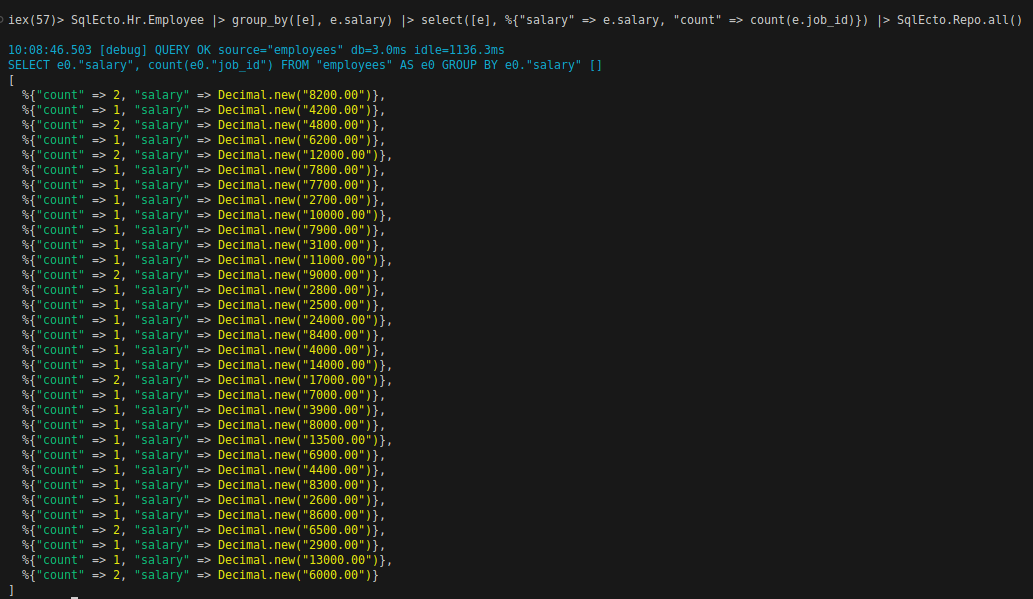 iex(57)> SqlEcto.Hr.Employee |> group_by([e], e.salary) |> select([e], %{"salary" => e.salary, "count" => count(e.job_id)}) |> SqlEcto.Repo.all()
10:08:46.503 [debug] QUERY OK source="employees" db=3.0ms idle=1136.3ms
SELECT e0."salary", count(e0."job_id") FROM "employees" AS e0 GROUP BY e0."salary" []
[
  %{"count" => 2, "salary" => Decimal.new("8200.00")},
  %{"count" => 1, "salary" => Decimal.new("4200.00")},
  %{"count" => 2, "salary" => Decimal.new("4800.00")},
  %{"count" => 1, "salary" => Decimal.new("6200.00")},
  %{"count" => 2, "salary" => Decimal.new("12000.00")},
  %{"count" => 1, "salary" => Decimal.new("7800.00")},
  %{"count" => 1, "salary" => Decimal.new("7700.00")},
  %{"count" => 1, "salary" => Decimal.new("2700.00")},
  %{"count" => 1, "salary" => Decimal.new("10000.00")},
  %{"count" => 1, "salary" => Decimal.new("7900.00")},
  %{"count" => 1, "salary" => Decimal.new("3100.00")},
  %{"count" => 1, "salary" => Decimal.new("11000.00")},
  %{"count" => 2, "salary" => Decimal.new("9000.00")},
  %{"count" => 1, "salary" => Decimal.new("2800.00")},
  %{"count" => 1, "salary" => Decimal.new("2500.00")},
  %{"count" => 1, "salary" => Decimal.new("24000.00")},
  %{"count" => 1, "salary" => Decimal.new("8400.00")},
  %{"count" => 1, "salary" => Decimal.new("4000.00")},
  %{"count" => 1, "salary" => Decimal.new("14000.00")},
  %{"count" => 2, "salary" => Decimal.new("17000.00")},
  %{"count" => 1, "salary" => Decimal.new("7000.00")},
  %{"count" => 1, "salary" => Decimal.new("3900.00")},
  %{"count" => 1, "salary" => Decimal.new("8000.00")},
  %{"count" => 1, "salary" => Decimal.new("13500.00")},
  %{"count" => 1, "salary" => Decimal.new("6900.00")},
  %{"count" => 1, "salary" => Decimal.new("4400.00")},
  %{"count" => 1, "salary" => Decimal.new("8300.00")},
  %{"count" => 1, "salary" => Decimal.new("2600.00")},
  %{"count" => 1, "salary" => Decimal.new("8600.00")},
  %{"count" => 2, "salary" => Decimal.new("6500.00")},
  %{"count" => 1, "salary" => Decimal.new("2900.00")},
  %{"count" => 1, "salary" => Decimal.new("13000.00")},
  %{"count" => 2, "salary" => Decimal.new("6000.00")}
]